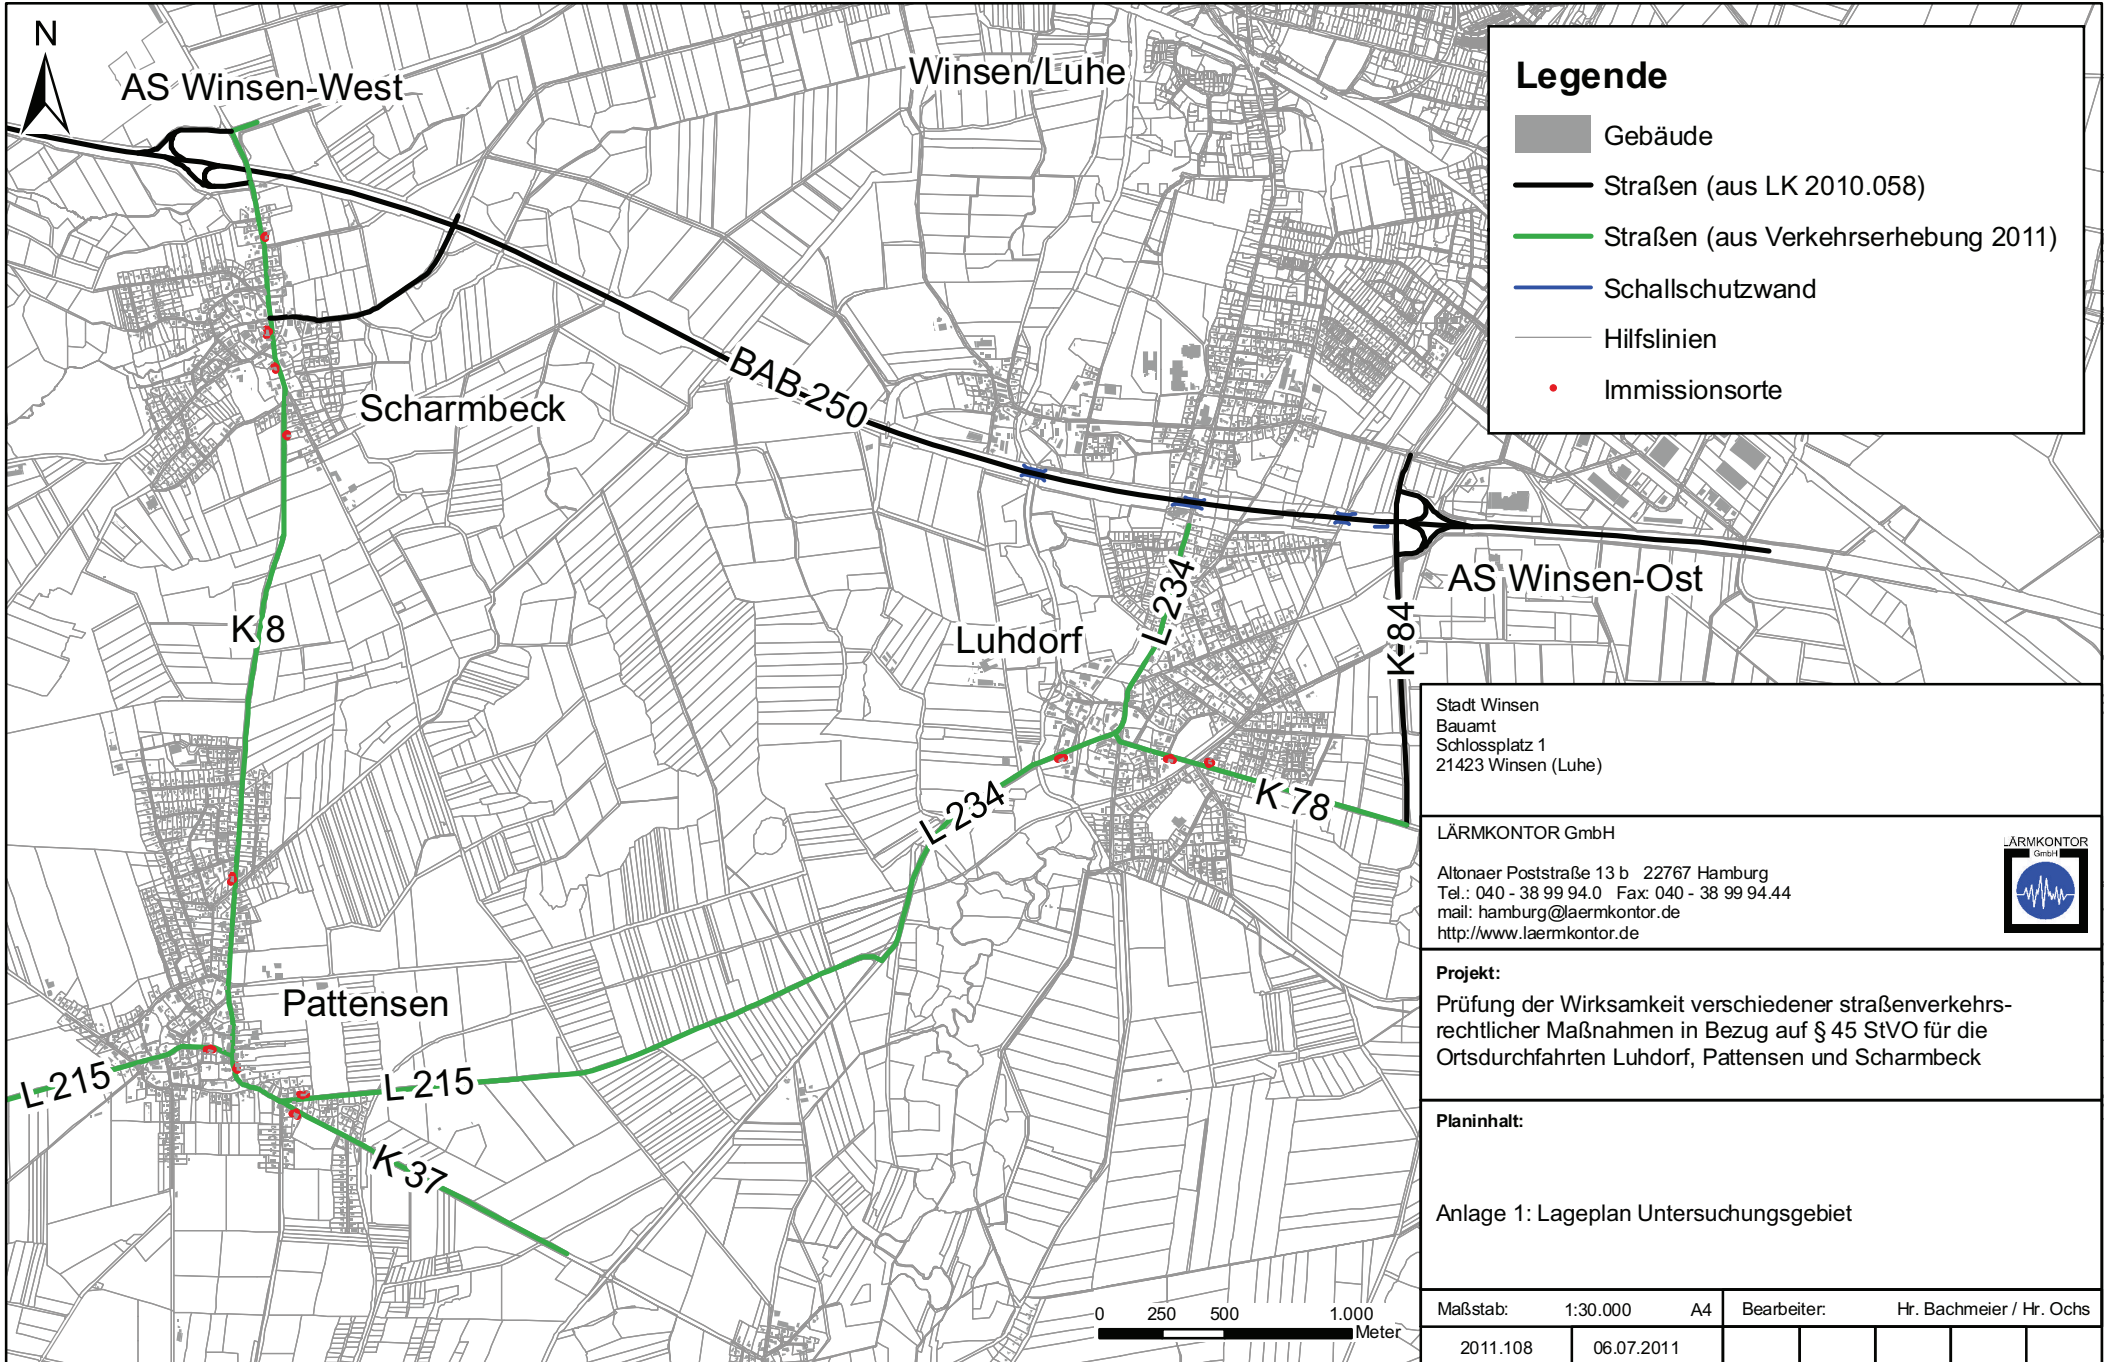 N
AS Winsen-West
Winsen/Luhe
Scharmbeck
BAB-250
K 8
Luhdorf
L 234
AS Winsen-Ost
K 84
L 234
K 78
Pattensen
L 215
L 215
K 37
Legende
Gebäude
Straßen (aus LK 2010.058)
Straßen (aus Verkehrserhebung 2011)
Schallschutzwand
Hilfslinien
Immissionsorte
Stadt Winsen
Bauamt
Schlossplatz 1
21423 Winsen (Luhe)
LÄRMKONTOR GmbH
Altonaer Poststraße 13 b 22767 Hamburg
Tel.: 040 - 38 99 94.0 Fax: 040 - 38 99 94.44
mail: hamburg@laermkontor.de
http://www.laermkontor.de
LÄRMKONTOR
GmbH
Projekt:
Prüfung der Wirksamkeit verschiedener straßenverkehrs-
rechtlicher Maßnahmen in Bezug auf § 45 StVO für die
Ortsdurchfahrten Luhdorf, Pattensen und Scharmbeck
Planinhalt:
Anlage 1: Lageplan Untersuchungsgebiet
Maßstab: 1:30.000 A4 Bearbeiter: Hr. Bachmeier / Hr. Ochs
2011.108 06.07.2011
0 250 500 1.000
Meter